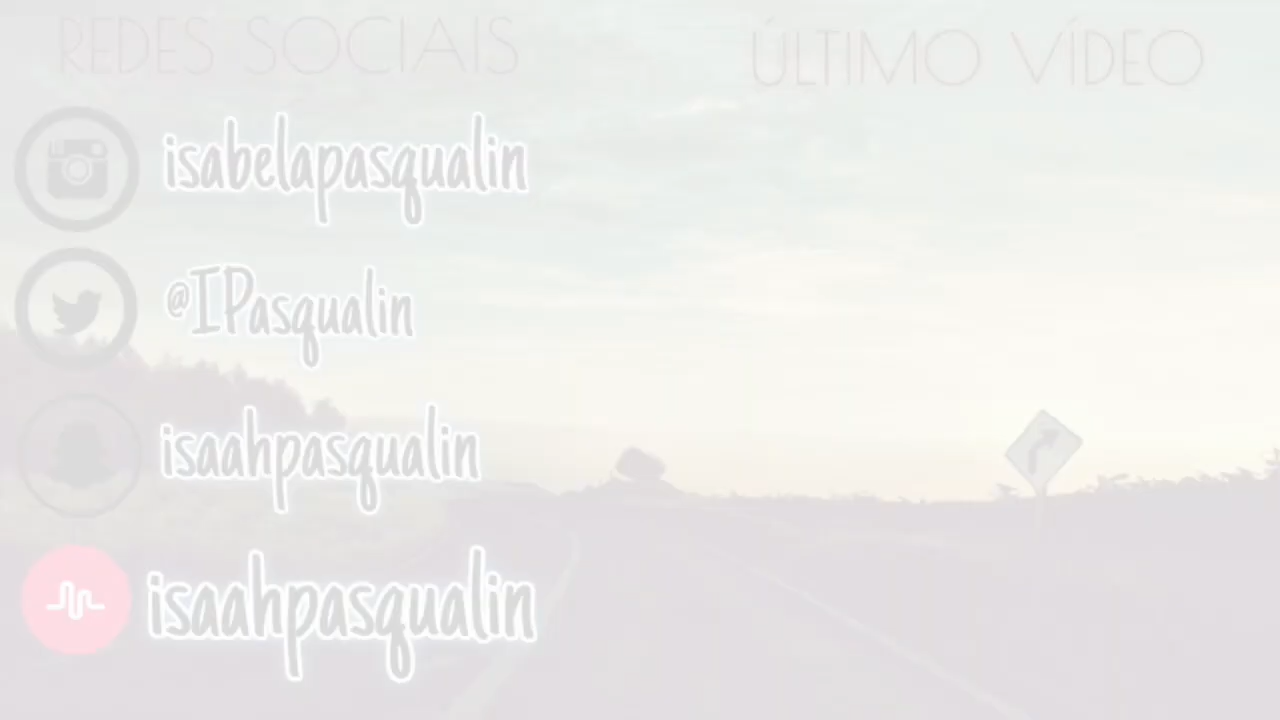 REDES SOCIAIS
ÚLTIMO VÍDEO
isabelapasqualin
@IPasqualin
isaahpasqualin
isaahpasqualin